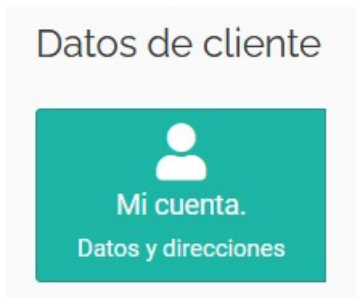 Datos de cliente
Mi cuenta.
Datos y direcciones